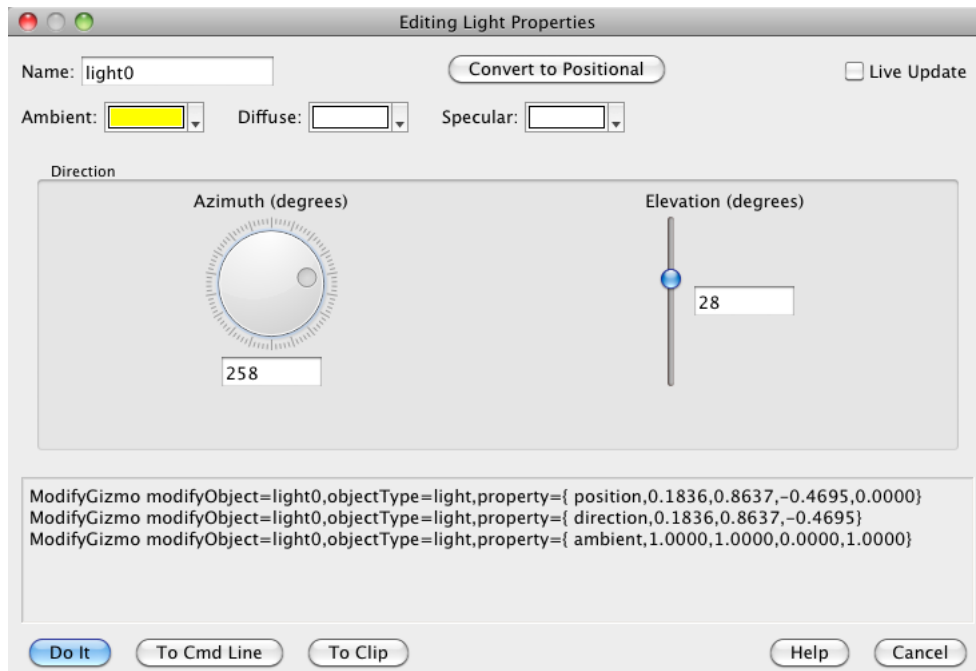 Editing Light Properties
Name: light0
Convert to Positional
Live Update
Ambient:
Diffuse:
Specular:
Direction
Azimuth (degrees)
Elevation (degrees)
28
258
ModifyGizmo modifyObject=light0,objectType=light,property={ position,0.1836,0.8637,-0.4695,0.0000}
ModifyGizmo modifyObject=light0,objectType=light,property={ direction,0.1836,0.8637,-0.4695}
ModifyGizmo modifyObject=light0,objectType=light,property={ ambient,1.0000,1.0000,0.0000,1.0000}
Do It
To Cmd Line
To Clip
Help
Cancel